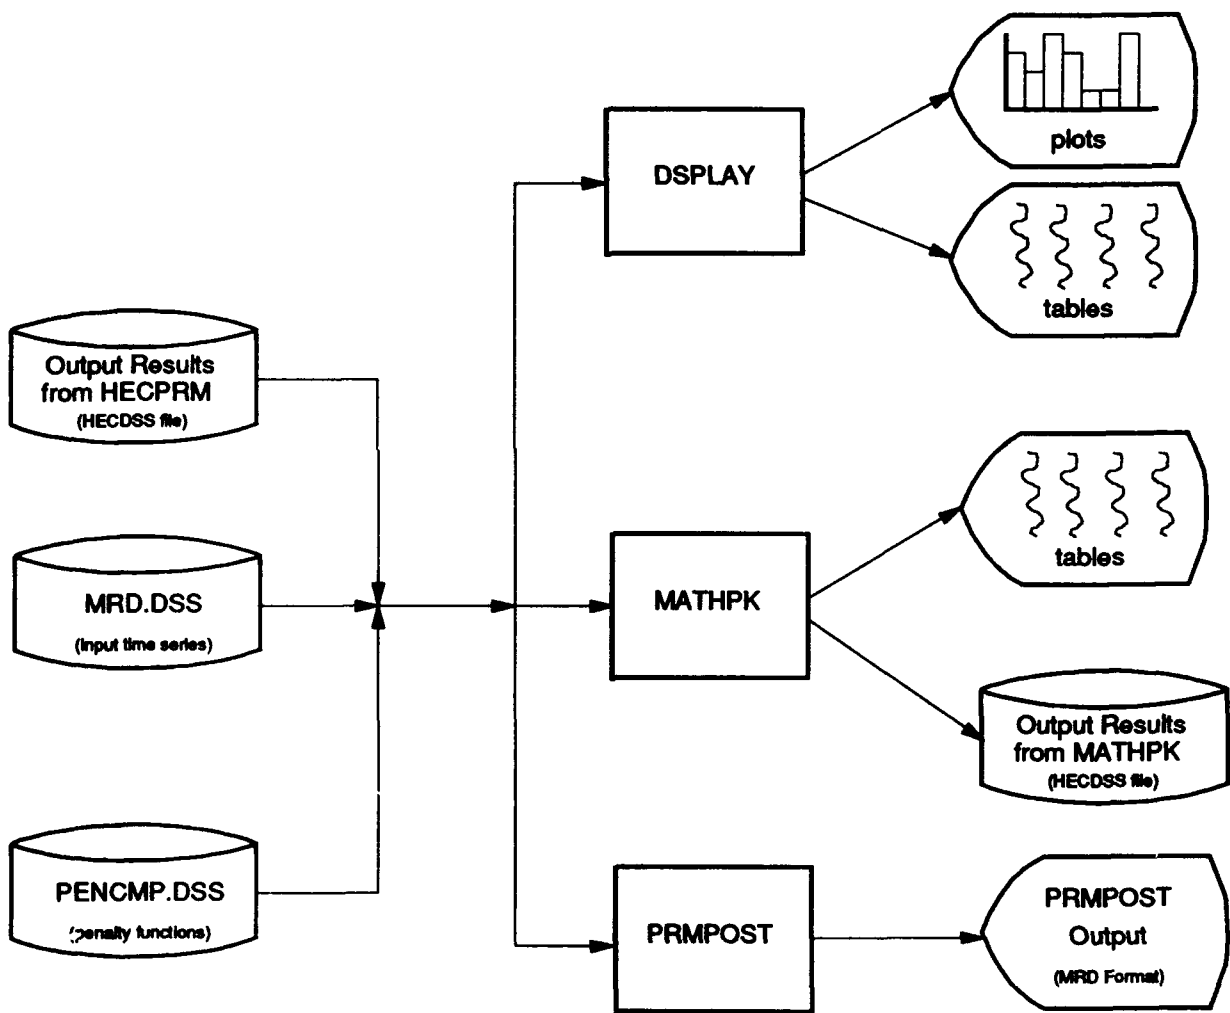 plots
DSPLAY
tables
Output Results
from HECPRM
(HECDSS file)
tables
MRD.DSS
(input time series)
MATHPK
Output Results
from MATHPK
(HECDSS file)
PENCMP.DSS
(penalty functions)
PRMPOST
PRMPOST
Output
(MRD Format)